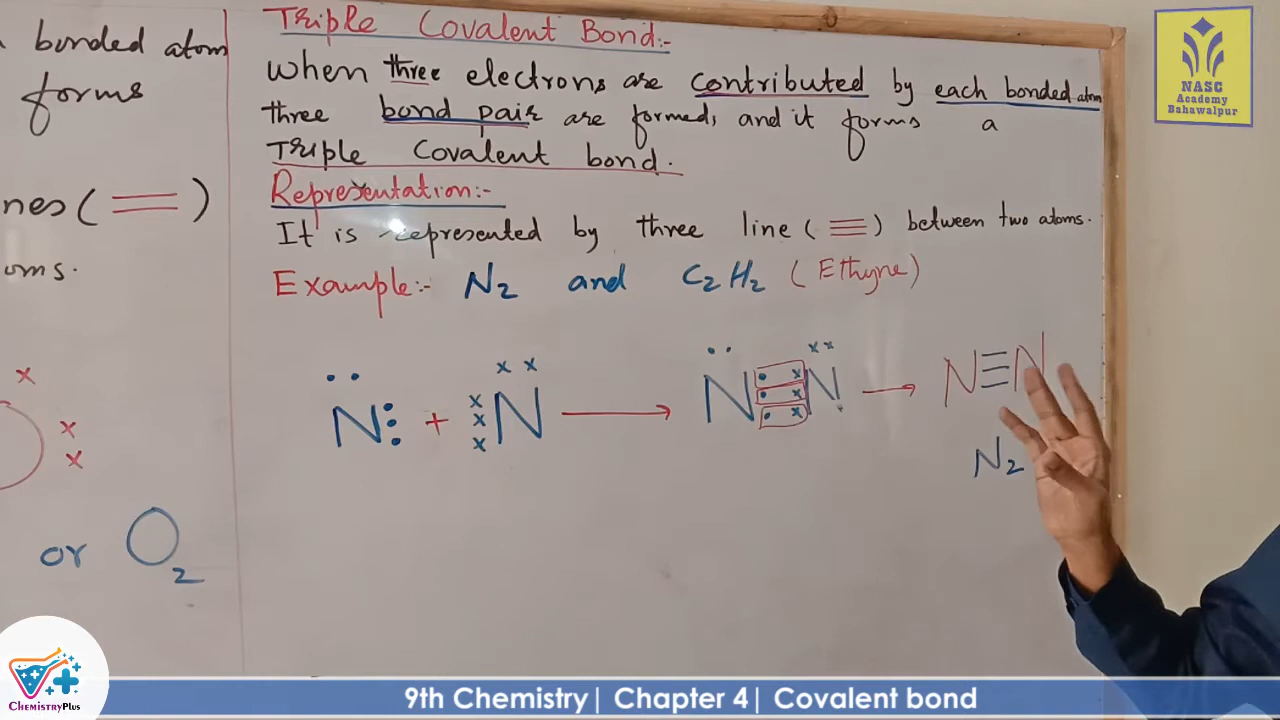 bonded atom
forms
nes (=)
oms.
or O2
Triple Covalent Bond:-
When three electrons are contributed by each bonded atom
three bond pair are formed, and it forms a
Triple Covalent bond.
Representation:-
It is represented by three line (≡) between two atoms.
Example:- N2 and C2H2 (Ethyne)
N + N → N N → N≡N
N2
NASC
Academy
Bahawalpur
ChemistryPlus
9th Chemistry| Chapter 4| Covalent bond